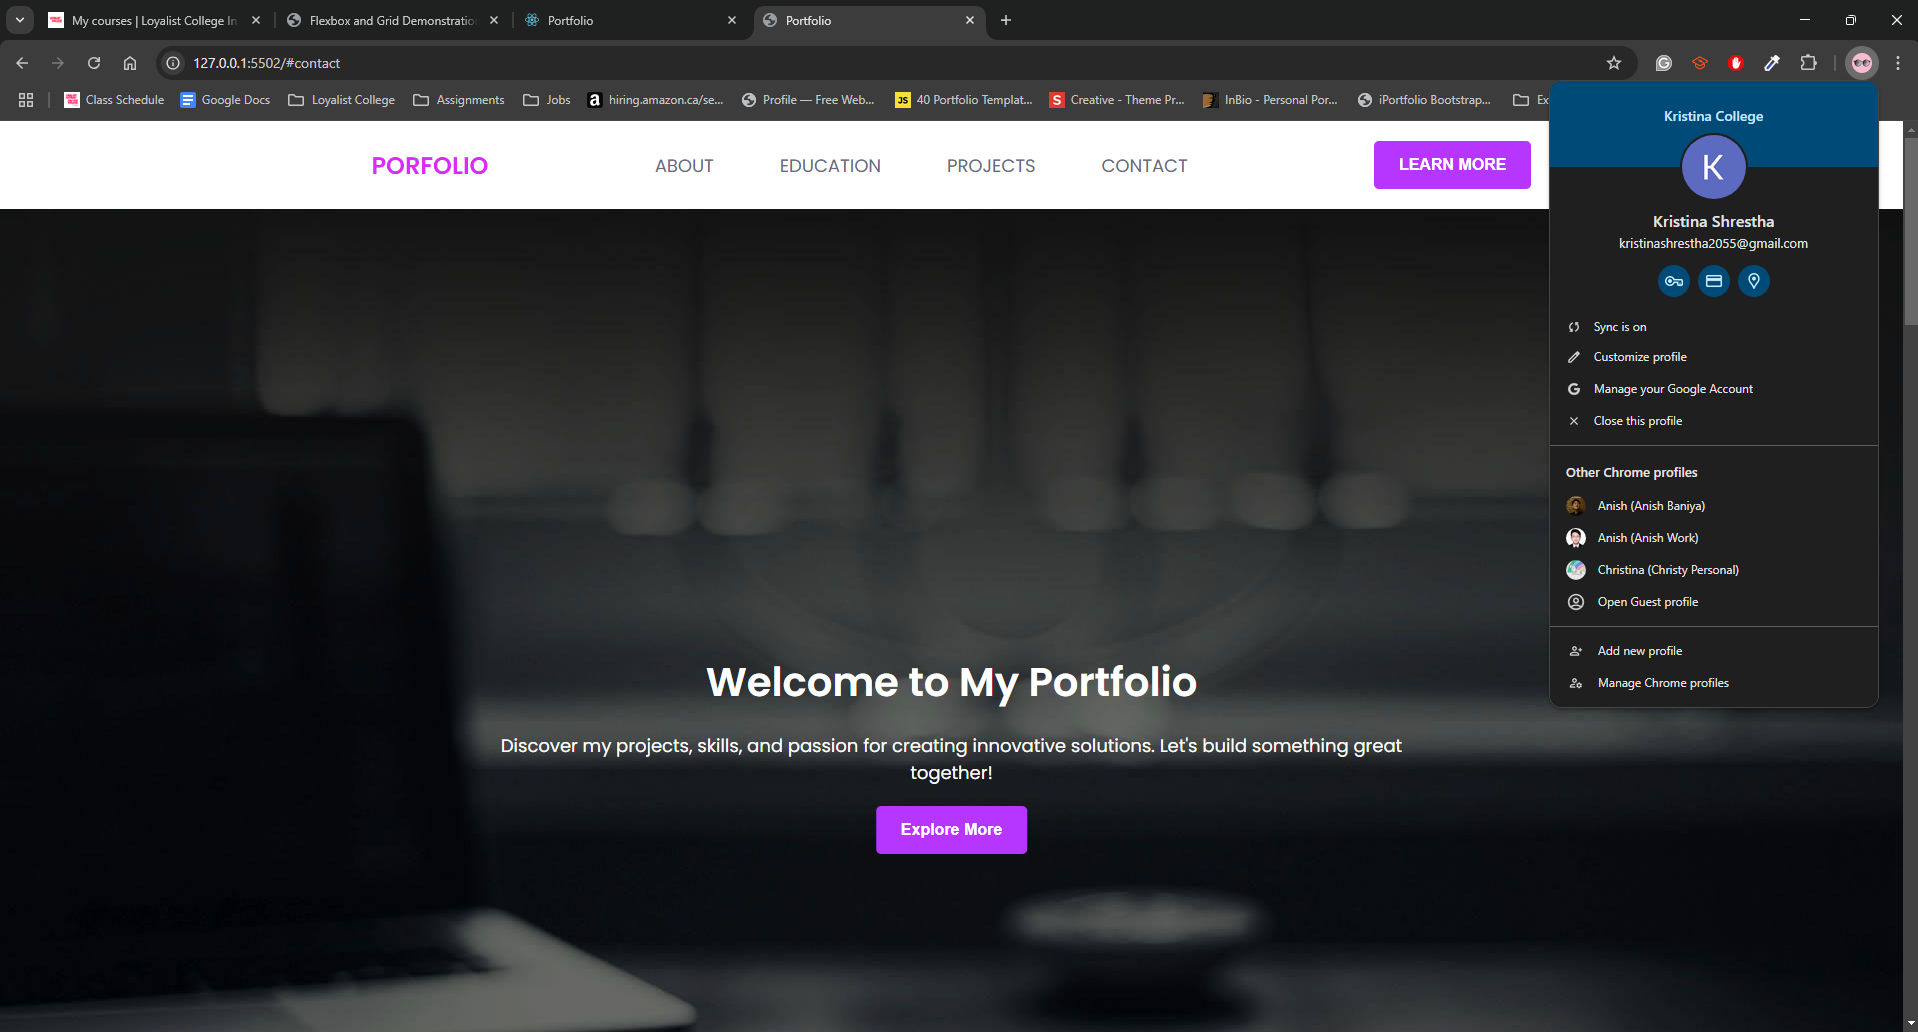 My courses | Loyalist College In
Flexbox and Grid Demonstratio
Portfolio
Portfolio
127.0.0.1:5502/#contact
Class Schedule
Google Docs
Loyalist College
Assignments
Jobs
hiring.amazon.ca/se...
Profile — Free Web...
JS
40 Portfolio Templat...
S
Creative - Theme Pr...
InBio - Personal Por...
iPortfolio Bootstrap...
Ex
PORFOLIO
ABOUT
EDUCATION
PROJECTS
CONTACT
LEARN MORE
Welcome to My Portfolio
Discover my projects, skills, and passion for creating innovative solutions. Let's build something great
together!
Explore More
Kristina College
K
Kristina Shrestha
kristinashrestha2055@gmail.com
Sync is on
Customize profile
Manage your Google Account
Close this profile
Other Chrome profiles
Anish (Anish Baniya)
Anish (Anish Work)
Christina (Christy Personal)
Open Guest profile
Add new profile
Manage Chrome profiles